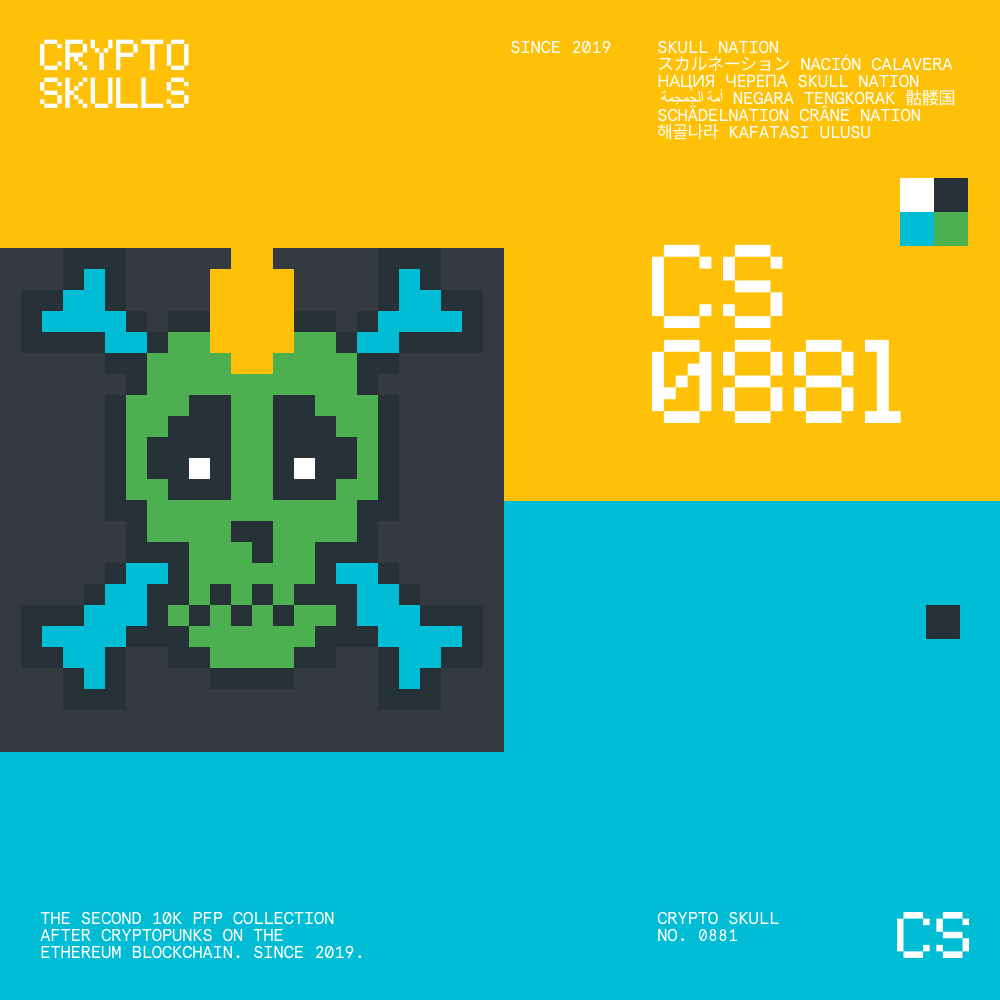 CRYPTO
SKULLS
SINCE 2019
SKULL NATION
スカルネーション NACIÓN CALAVERA
НАЦИЯ ЧЕРЕПА SKULL NATION
أمة الجمجمة NEGARA TENGKORAK 骷髅国
SCHÄDELNATION CRÂNE NATION
해골나라 KAFATASI ULUSU
CS
0881
THE SECOND 10K PFP COLLECTION
AFTER CRYPTOPUNKS ON THE
ETHEREUM BLOCKCHAIN. SINCE 2019.
CRYPTO SKULL
NO. 0881
CS